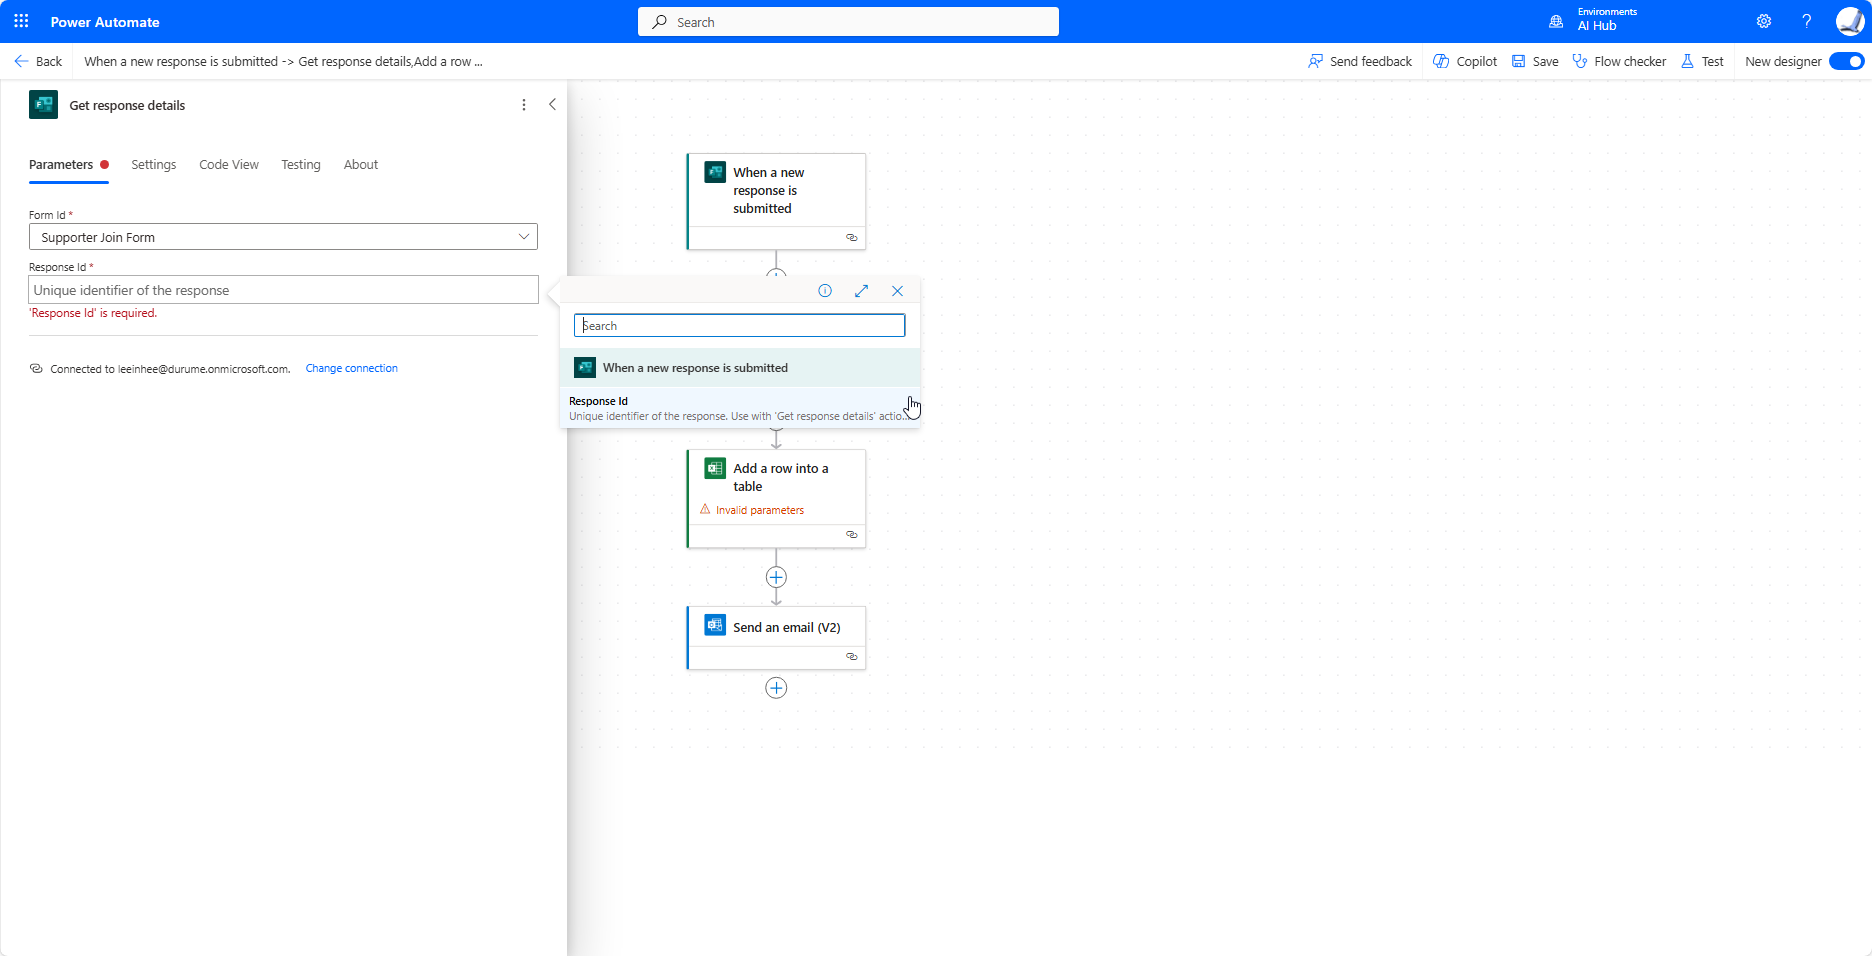 Power Automate
Search
Environments
AI Hub
Back
When a new response is submitted -> Get response details,Add a row ...
Send feedback
Copilot
Save
Flow checker
Test
New designer
Get response details
Parameters
Settings
Code View
Testing
About
Form Id *
Supporter Join Form
Response Id *
Unique identifier of the response
'Response Id' is required.
Connected to leeinhee@durume.onmicrosoft.com.
Change connection
When a new
response is
submitted
Search
When a new response is submitted
Response Id
Unique identifier of the response. Use with 'Get response details' actio...
Add a row into a
table
Invalid parameters
Send an email (V2)